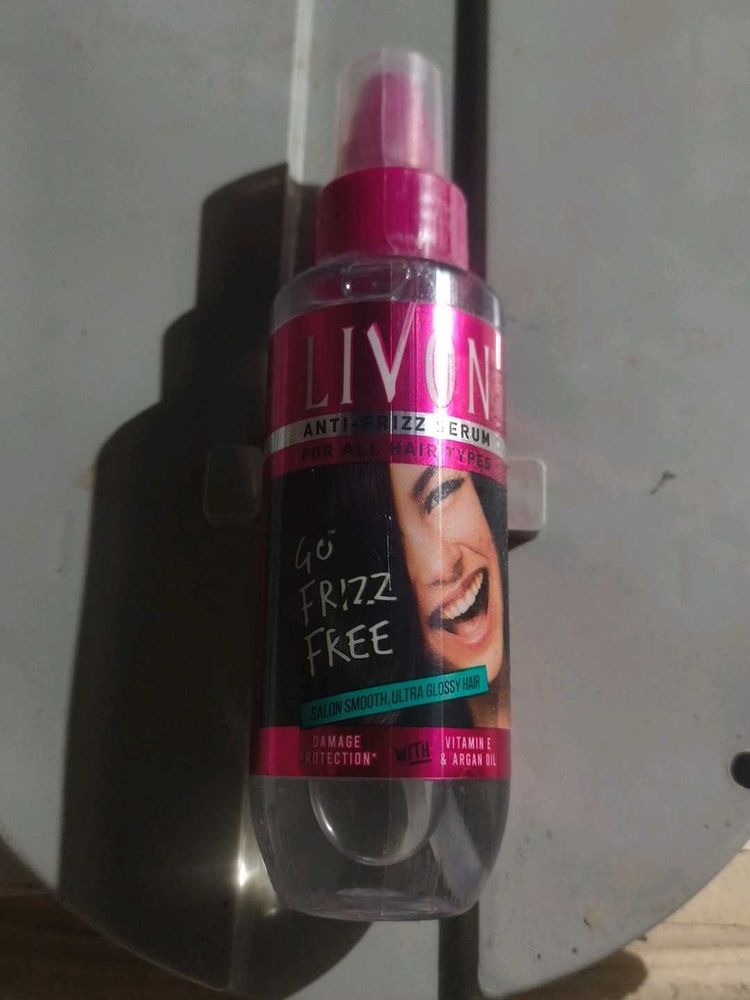 LIVON
ANTI-FRIZZ SERUM
FOR ALL HAIR TYPES
GO™
FRIZZ
FREE
SALON SMOOTH, ULTRA GLOSSY HAIR
DAMAGE
PROTECTION*
WITH
VITAMIN E
& ARGAN OIL